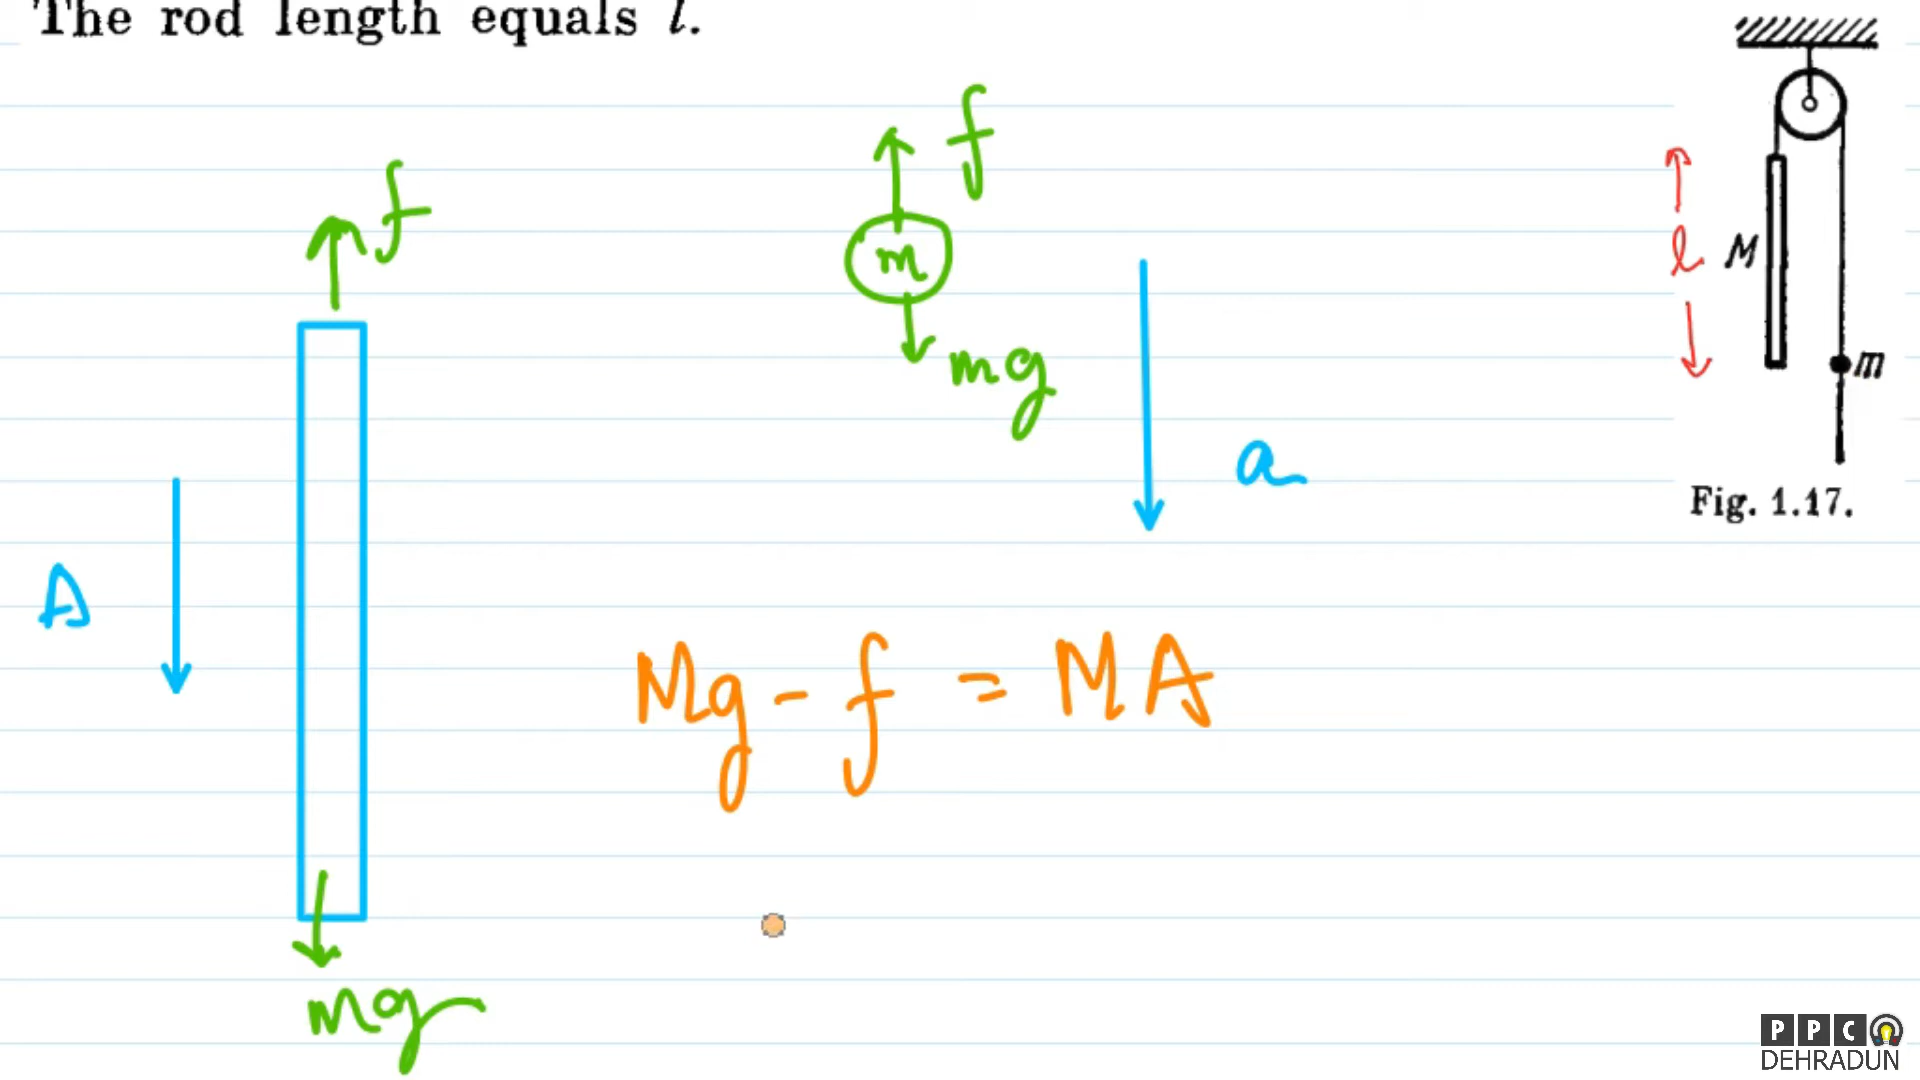 The rod length equals l.
f
f
m
mg
l
M
m
a
Fig. 1.17.
A
Mg - f = MA
mg
PPC
DEHRADUN